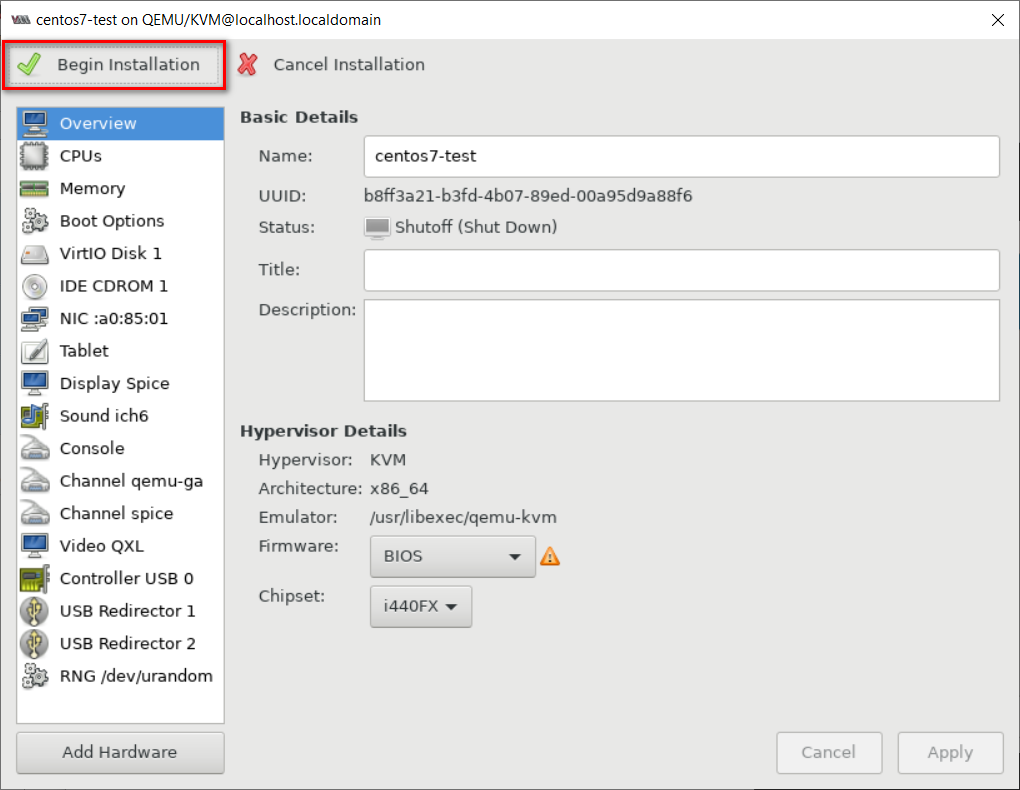 centos7-test on QEMU/KVM@localhost.localdomain
Begin Installation
Cancel Installation
Overview
CPUs
Memory
Boot Options
VirtIO Disk 1
IDE CDROM 1
NIC :a0:85:01
Tablet
Display Spice
Sound ich6
Console
Channel qemu-ga
Channel spice
Video QXL
Controller USB 0
USB Redirector 1
USB Redirector 2
RNG /dev/urandom
Add Hardware
Basic Details
Name: centos7-test
UUID: b8ff3a21-b3fd-4b07-89ed-00a95d9a88f6
Status: Shutoff (Shut Down)
Title:
Description:
Hypervisor Details
Hypervisor: KVM
Architecture: x86_64
Emulator: /usr/libexec/qemu-kvm
Firmware: BIOS
Chipset: i440FX
Cancel
Apply